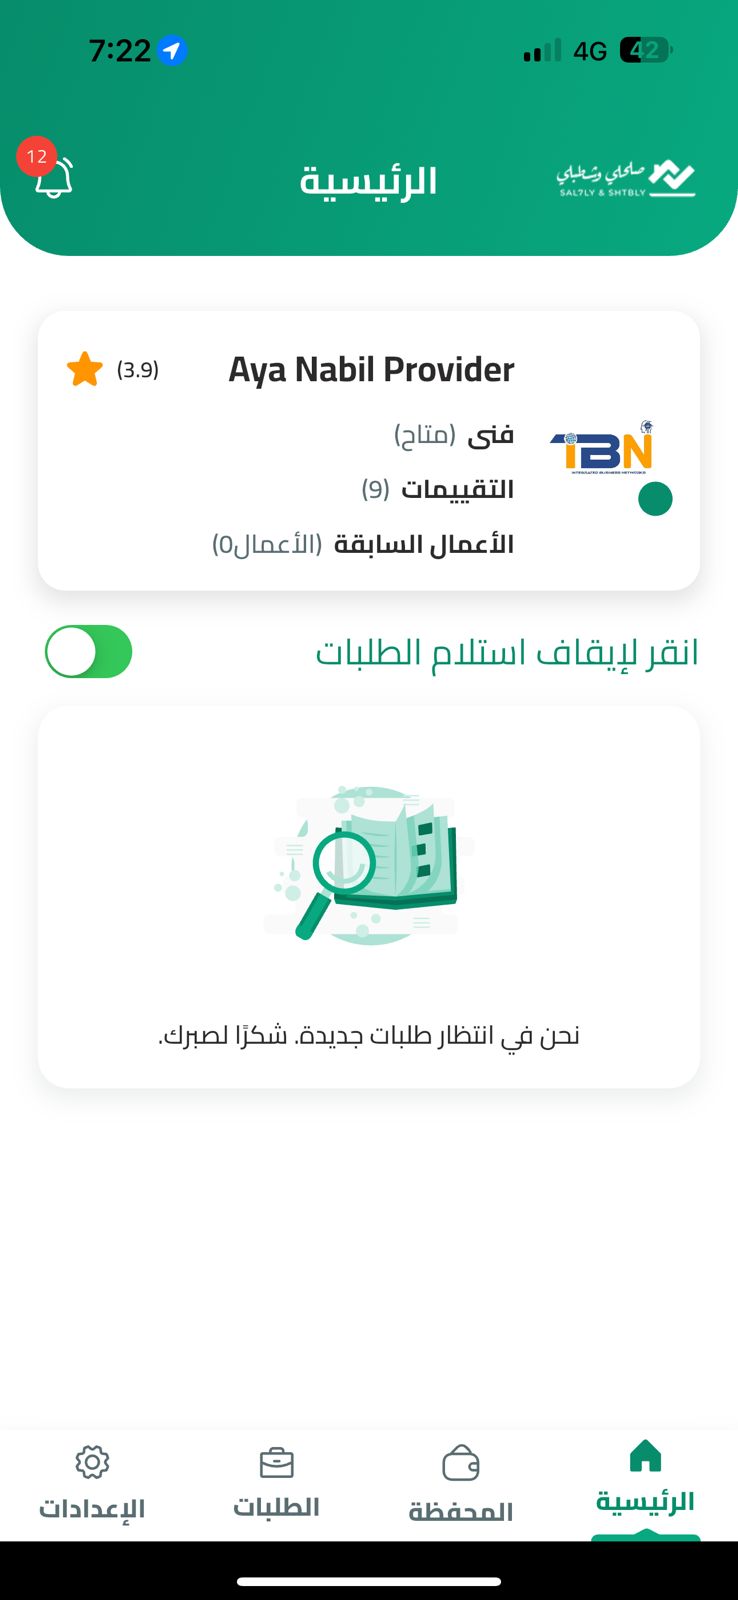 7:22
4G 42
12
الرئيسية
صلحلي وشطبلي
SAL7LY & SHTBLY
Aya Nabil Provider
(3.9)
فنى (متاح)
التقييمات (9)
الأعمال السابقة (الأعمال0)
TBN
INTEGRATED BUSINESS NETWORKS
انقر لإيقاف استلام الطلبات
نحن في انتظار طلبات جديدة. شكرًا لصبرك.
الرئيسية
المحفظة
الطلبات
الإعدادات